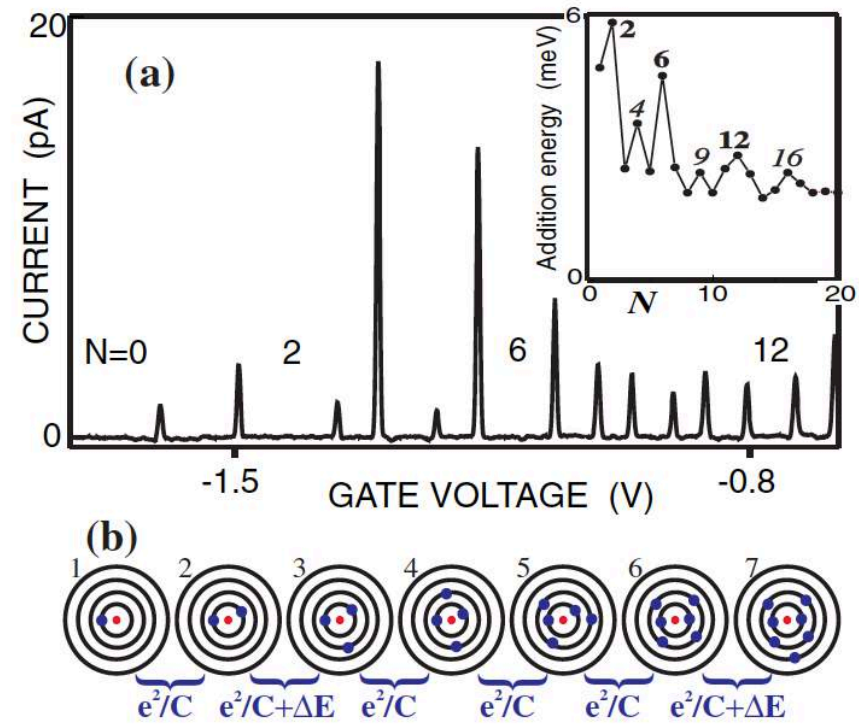 20
(a)
CURRENT (pA)
N=0
2
6
12
0
-1.5
-0.8
GATE VOLTAGE (V)
6
Addition energy (meV)
0
2
4
6
9
12
16
0
10
20
N
(b)
1 2 3 4 5 6 7
e²/C e²/C+ΔE e²/C e²/C e²/C e²/C+ΔE